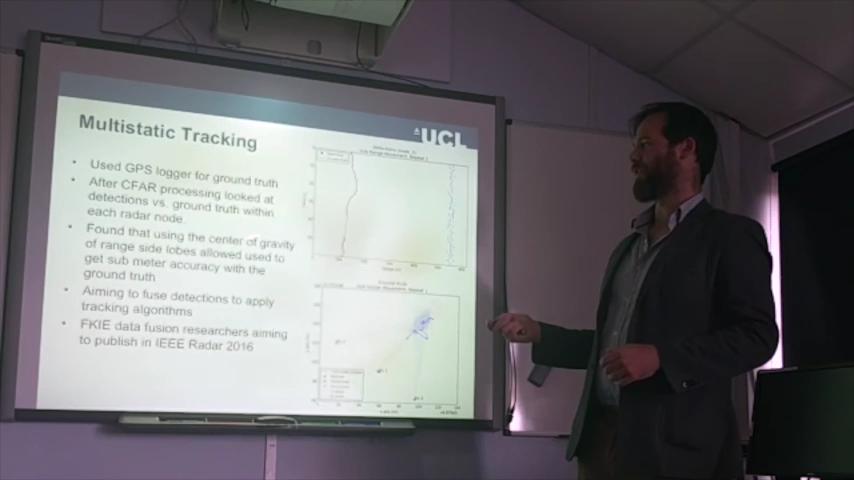 UCL
Multistatic Tracking
• Used GPS logger for ground truth
• After CFAR processing looked at
detections vs. ground truth within
each radar node.
• Found that using the center of gravity
of range side lobes allowed used to
get sub meter accuracy with the
ground truth
• Aiming to fuse detections to apply
tracking algorithms
• FKIE data fusion researchers aiming
to publish in IEEE Radar 2016